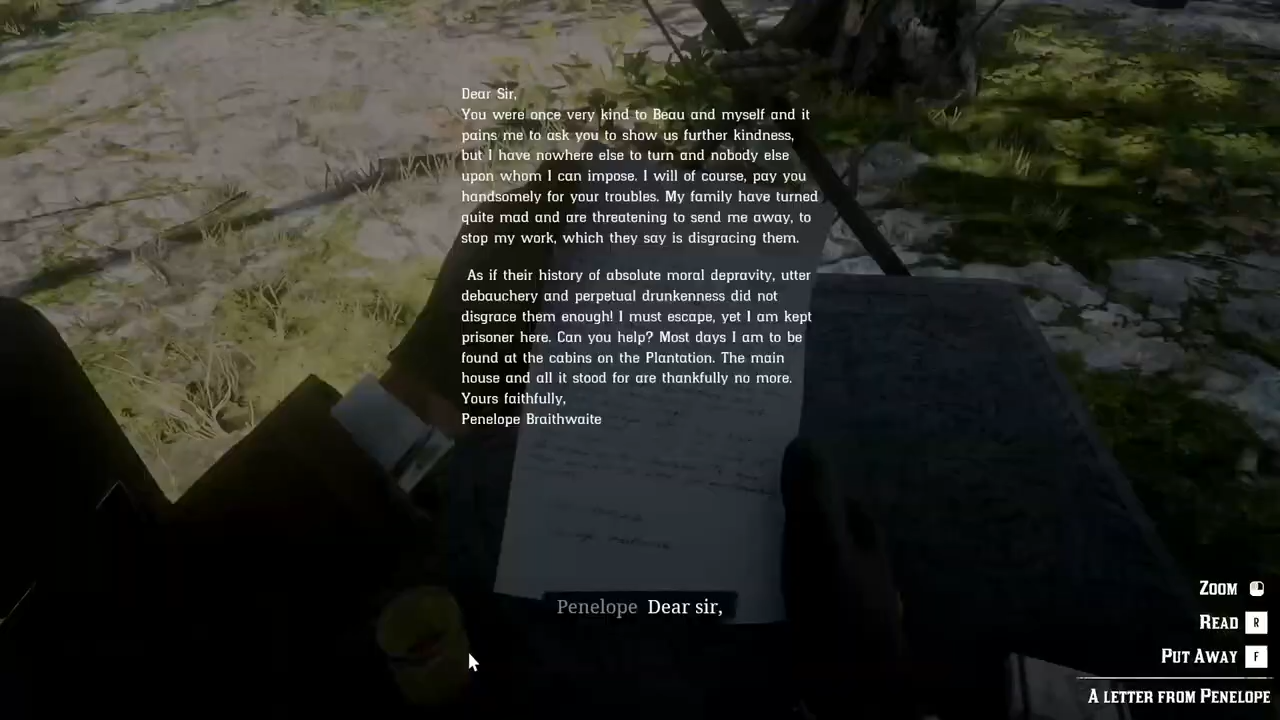 Dear Sir,
You were once very kind to Beau and myself and it
pains me to ask you to show us further kindness,
but I have nowhere else to turn and nobody else
upon whom I can impose. I will of course, pay you
handsomely for your troubles. My family have turned
quite mad and are threatening to send me away, to
stop my work, which they say is disgracing them.
As if their history of absolute moral depravity, utter
debauchery and perpetual drunkenness did not
disgrace them enough! I must escape, yet I am kept
prisoner here. Can you help? Most days I am to be
found at the cabins on the Plantation. The main
house and all it stood for are thankfully no more.
Yours faithfully,
Penelope Braithwaite
Penelope Dear sir,
ZOOM
READ R
PUT AWAY F
A LETTER FROM PENELOPE